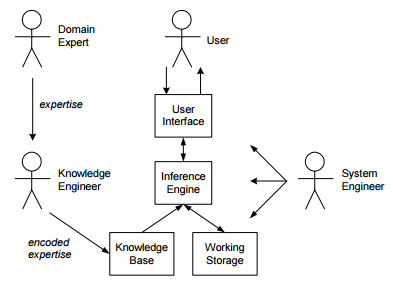 Domain
Expert
User
expertise
User
Interface
Knowledge
Engineer
Inference
Engine
System
Engineer
encoded
expertise
Knowledge
Base
Working
Storage